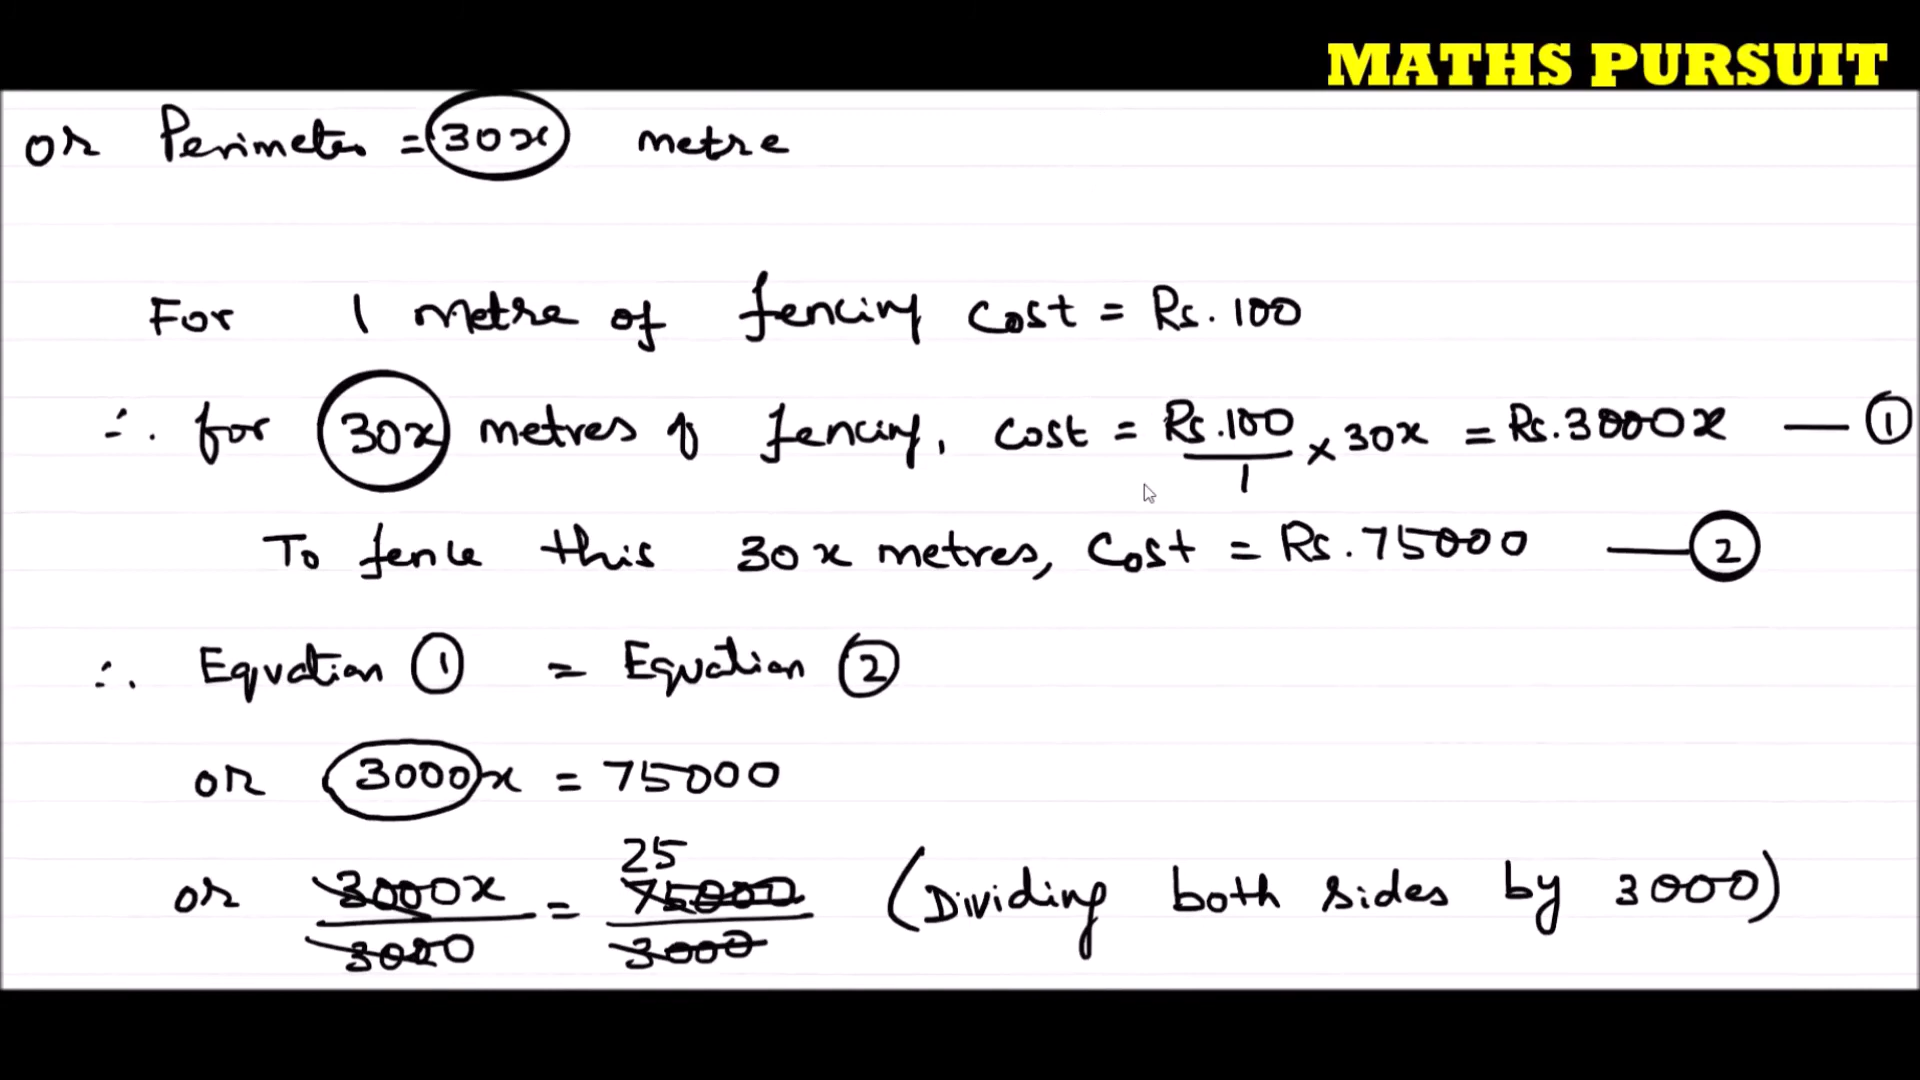 MATHS PURSUIT
or Perimeter = 30x metre
For 1 metre of fencing cost = Rs. 100
∴ for 30x metres of fencing, cost = Rs. 100/1 × 30x = Rs. 3000x — ①
To fence this 30x metres, cost = Rs. 75000 — ②
∴ Equation ① = Equation ②
or 3000x = 75000
25
or 3000x/3000 = 75000/3000 (Dividing both sides by 3000)